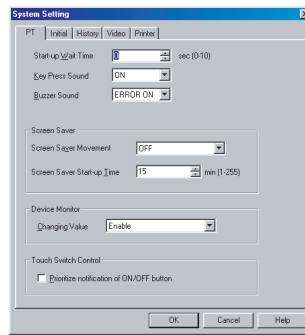 System Setting
PT Initial History Video Printer
Start-up Wait Time 0 sec (0-10)
Key Press Sound ON
Buzzer Sound ERROR ON
Screen Saver
Screen Saver Movement OFF
Screen Saver Start-up Time 15 min (1-255)
Device Monitor
Changing Value Enable
Touch Switch Control
Prioritize notification of ON/OFF button
OK Cancel Help